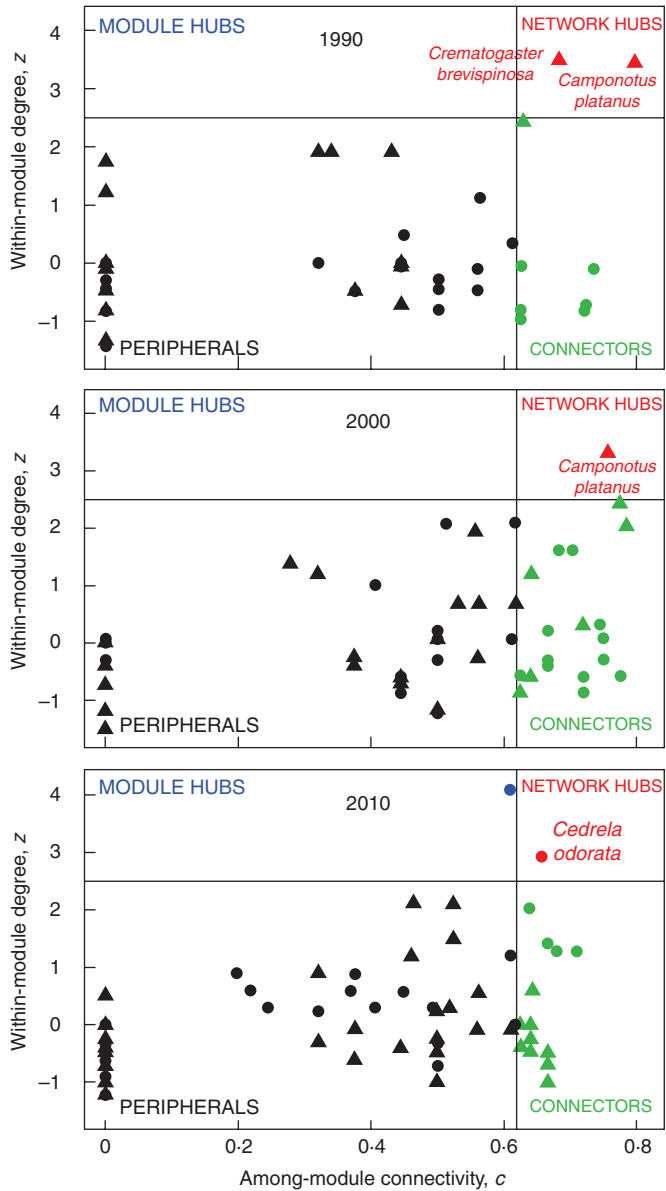 MODULE HUBS
1990
NETWORK HUBS
Crematogaster
brevispinosa
Camponotus
platanus
Within-module degree, z
4
3
2
1
0
−1
PERIPHERALS
CONNECTORS
MODULE HUBS
2000
NETWORK HUBS
Camponotus
platanus
Within-module degree, z
4
3
2
1
0
−1
PERIPHERALS
CONNECTORS
MODULE HUBS
2010
NETWORK HUBS
Cedrela
odorata
Within-module degree, z
4
3
2
1
0
−1
PERIPHERALS
CONNECTORS
0 0·2 0·4 0·6 0·8
Among-module connectivity, c